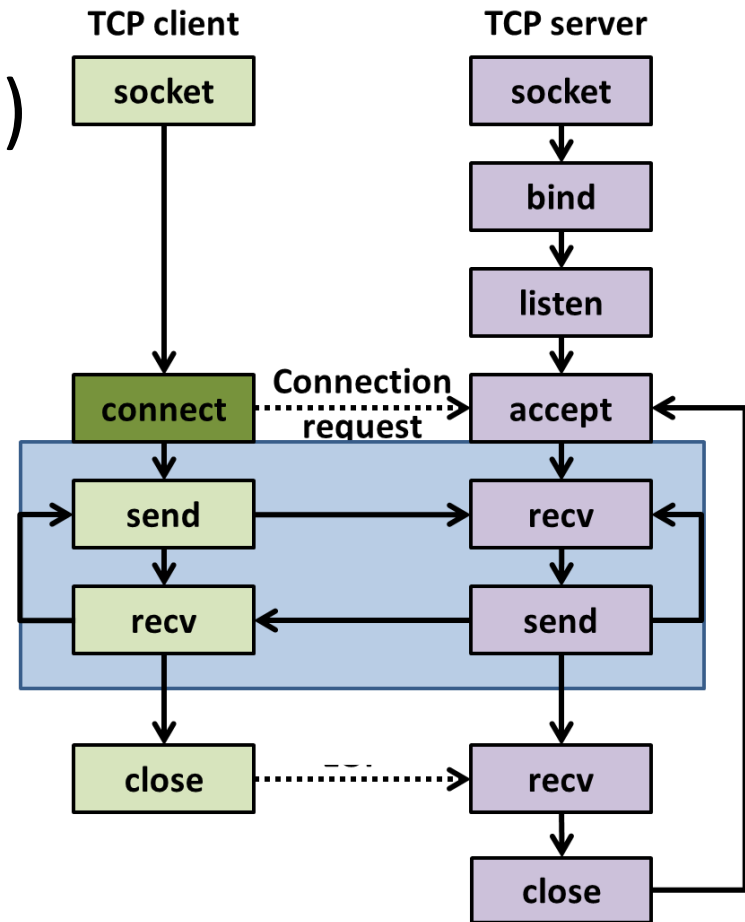 TCP client TCP server
)
socket socket
bind
listen
Connection
connect accept
request
send recv
recv send
close recv
close